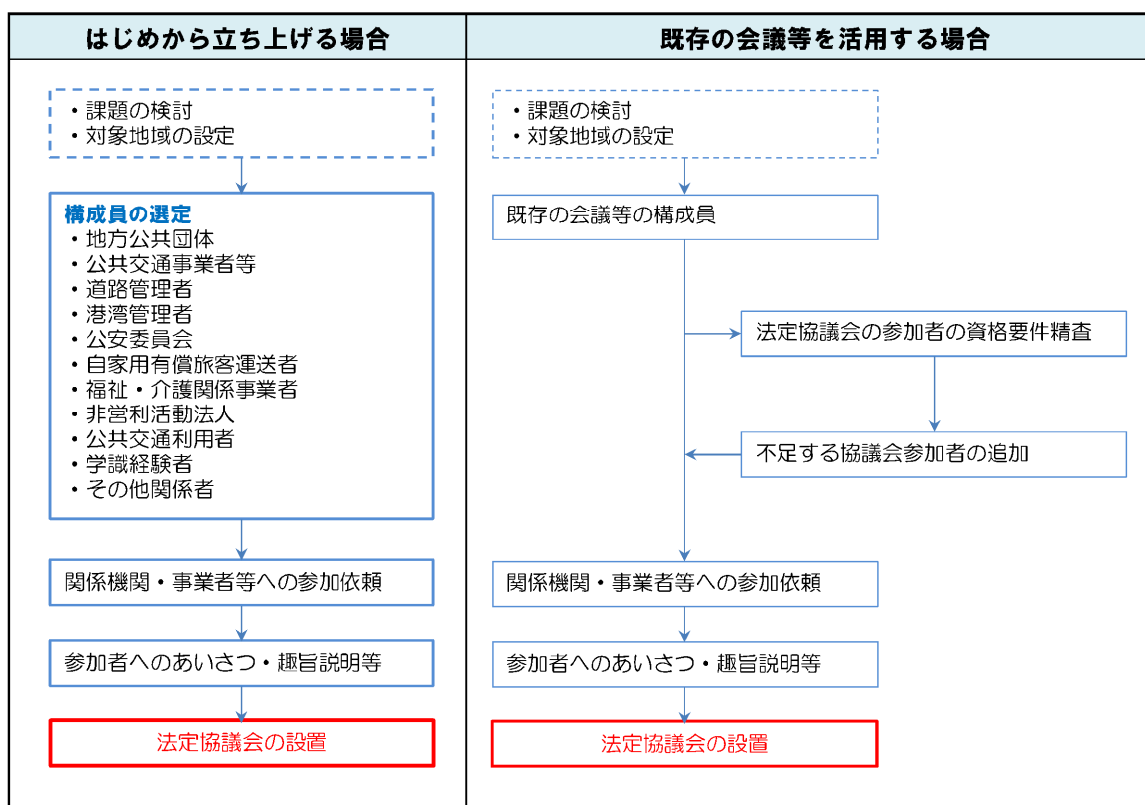 はじめから立ち上げる場合
・課題の検討
・対象地域の設定
構成員の選定
・地方公共団体
・公共交通事業者等
・道路管理者
・港湾管理者
・公安委員会
・自家用有償旅客運送者
・福祉・介護関係事業者
・非営利活動法人
・公共交通利用者
・学識経験者
・その他関係者
関係機関・事業者等への参加依頼
参加者へのあいさつ・趣旨説明等
法定協議会の設置
既存の会議等を活用する場合
・課題の検討
・対象地域の設定
既存の会議等の構成員
法定協議会の参加者の資格要件精査
不足する協議会参加者の追加
関係機関・事業者等への参加依頼
参加者へのあいさつ・趣旨説明等
法定協議会の設置